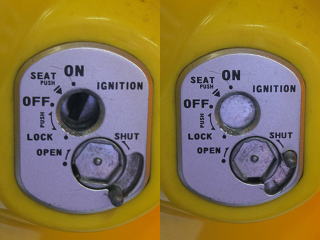 ON
SEAT
PUSH
IGNITION
OFF
PUSH
LOCK
SHUT
OPEN
ON
SEAT
PUSH
IGNITION
OFF
PUSH
LOCK
SHUT
OPEN